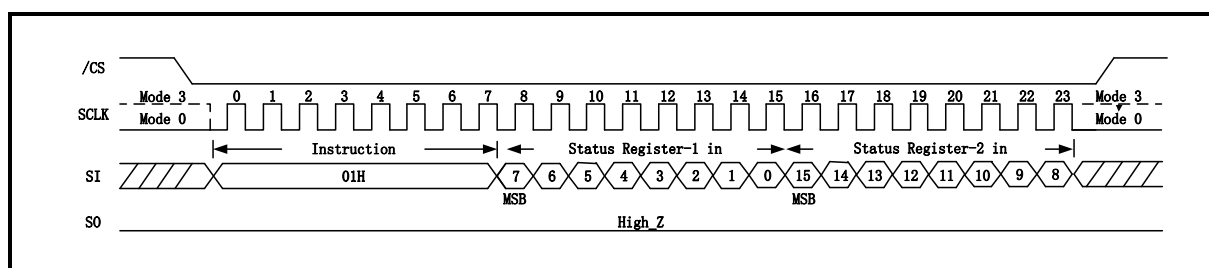 /CS
Mode 3 0 1 2 3 4 5 6 7 8 9 10 11 12 13 14 15 16 17 18 19 20 21 22 23 Mode 3
SCLK
Mode 0 Mode 0
Instruction Status Register-1 in Status Register-2 in
SI 01H 7 6 5 4 3 2 1 0 15 14 13 12 11 10 9 8
MSB MSB
SO High_Z